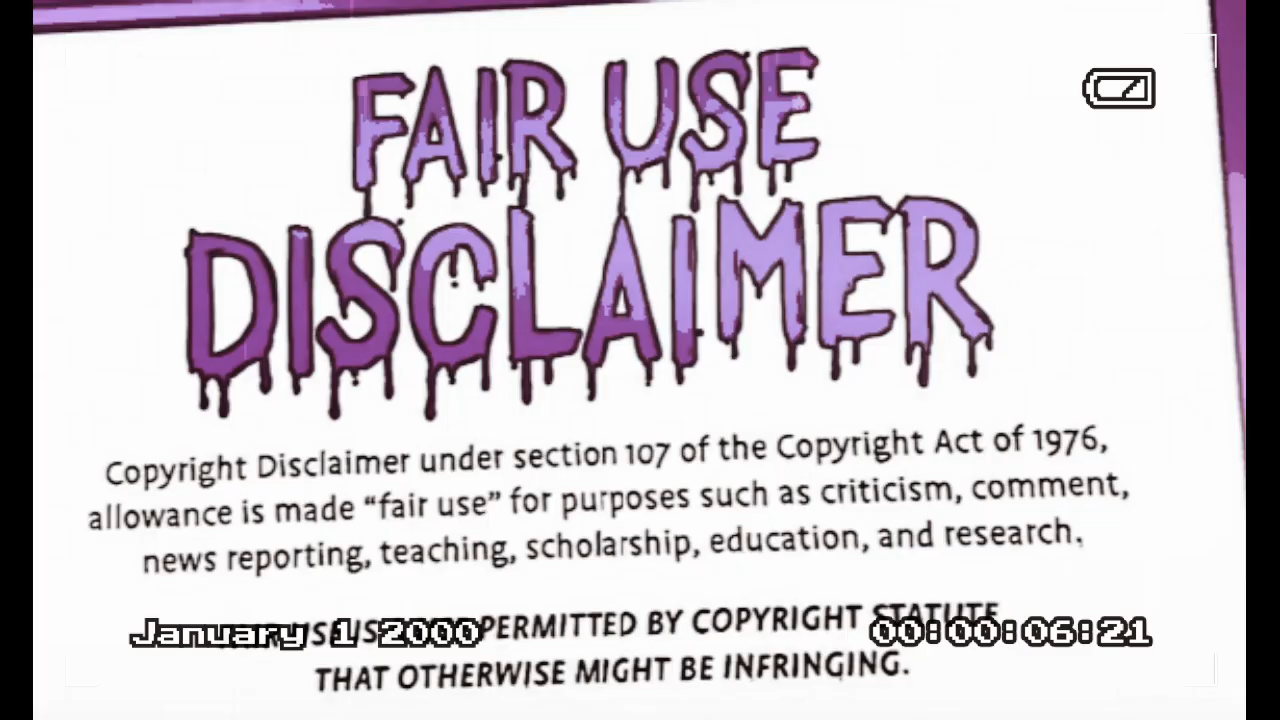 FAIR USE
DISCLAIMER
Copyright Disclaimer under section 107 of the Copyright Act of 1976,
allowance is made “fair use” for purposes such as criticism, comment,
news reporting, teaching, scholarship, education, and research.
PERMITTED BY COPYRIGHT STATUTE
January 1 2000
00:00:06:21
THAT OTHERWISE MIGHT BE INFRINGING.